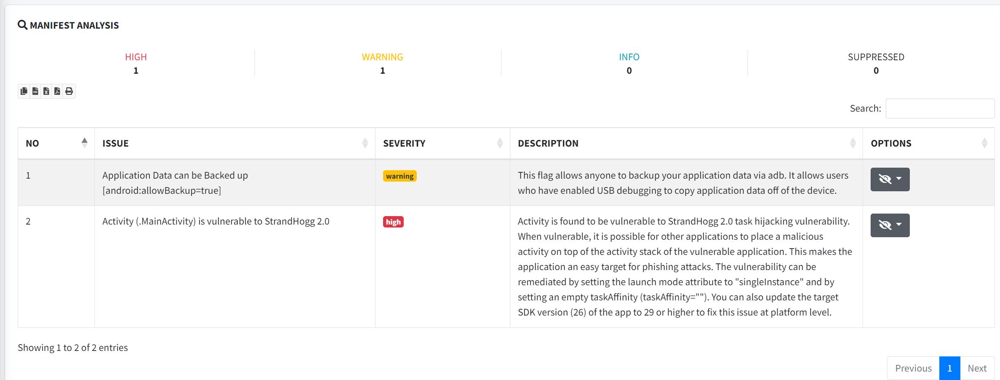 MANIFEST ANALYSIS
HIGH
1
WARNING
1
INFO
0
SUPPRESSED
0
Search:
NO
ISSUE
SEVERITY
DESCRIPTION
OPTIONS
1
Application Data can be Backed up
[android:allowBackup=true]
warning
This flag allows anyone to backup your application data via adb. It allows users
who have enabled USB debugging to copy application data off of the device.
2
Activity (.MainActivity) is vulnerable to StrandHogg 2.0
high
Activity is found to be vulnerable to StrandHogg 2.0 task hijacking vulnerability.
When vulnerable, it is possible for other applications to place a malicious
activity on top of the activity stack of the vulnerable application. This makes the
application an easy target for phishing attacks. The vulnerability can be
remediated by setting the launch mode attribute to "singleInstance" and by
setting an empty taskAffinity (taskAffinity=""). You can also update the target
SDK version (26) of the app to 29 or higher to fix this issue at platform level.
Showing 1 to 2 of 2 entries
Previous
1
Next